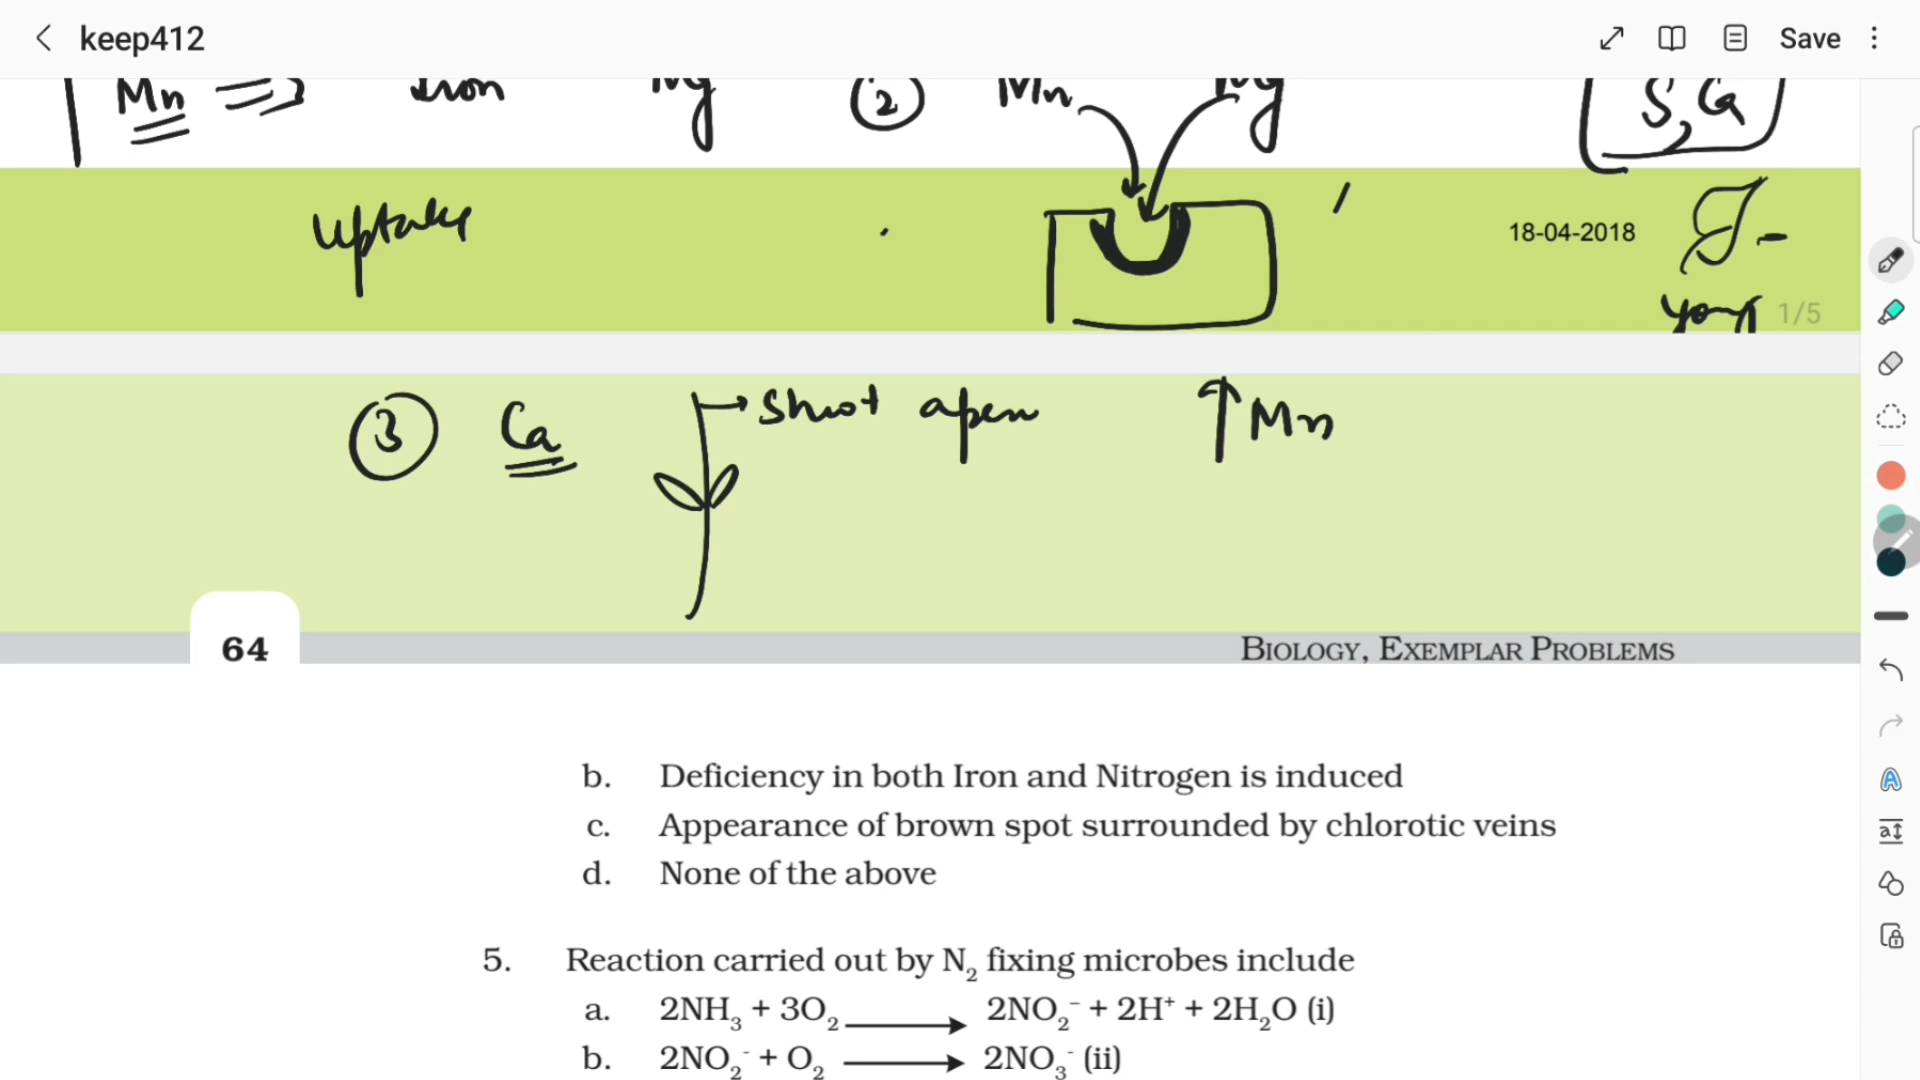 keep412
Save
Mn ⇒ Iron Mg ② Mn Mg S, Ca
uptake
18-04-2018
1/5
③ Ca → Shoot apex ↑ Mn
64
BIOLOGY, EXEMPLAR PROBLEMS
b. Deficiency in both Iron and Nitrogen is induced
c. Appearance of brown spot surrounded by chlorotic veins
d. None of the above
5. Reaction carried out by N₂ fixing microbes include
a. 2NH₃ + 3O₂ ⟶ 2NO₂⁻ + 2H⁺ + 2H₂O (i)
b. 2NO₂⁻ + O₂ ⟶ 2NO₃⁻ (ii)